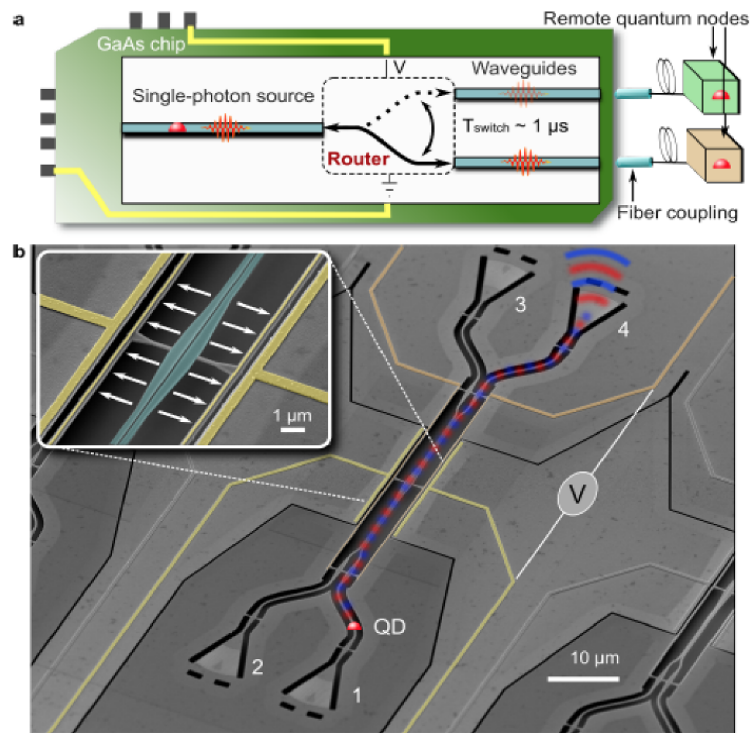 a
Remote quantum nodes
GaAs chip
V
Waveguides
Single-photon source
Tswitch ~ 1 μs
Router
Fiber coupling
b
3
4
1 μm
V
QD
2
10 μm
1